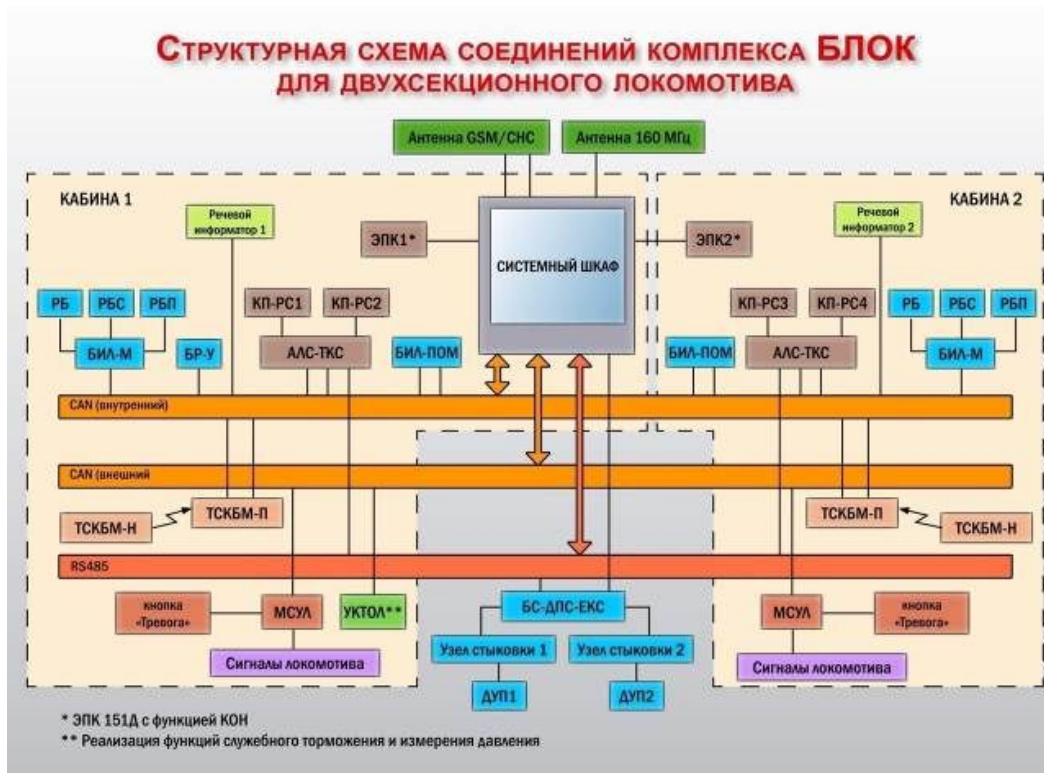 Структурная схема соединений комплекса БЛОК
для двухсекционного локомотива
Антенна GSM/СНС
Антенна 160 МГц
КАБИНА 1
КАБИНА 2
Речевой
информатор 1
Речевой
информатор 2
ЭПК1*
ЭПК2*
СИСТЕМНЫЙ ШКАФ
РБ
РБС
РБП
КП-РС1
КП-РС2
КП-РС3
КП-РС4
РБ
РБС
РБП
БИЛ-М
БР-У
АЛС-ТКС
БИЛ-ПОМ
БИЛ-ПОМ
АЛС-ТКС
БИЛ-М
CAN (внутренний)
CAN (внешний
ТСКБМ-Н
ТСКБМ-П
ТСКБМ-П
ТСКБМ-Н
RS485
кнопка
«Тревога»
МСУЛ
УКТОЛ**
БС-ДПС-ЕКС
МСУЛ
кнопка
«Тревога»
Сигналы локомотива
Узел стыковки 1
Узел стыковки 2
Сигналы локомотива
ДУП1
ДУП2
* ЭПК 151Д с функцией КОН
** Реализация функций служебного торможения и измерения давления